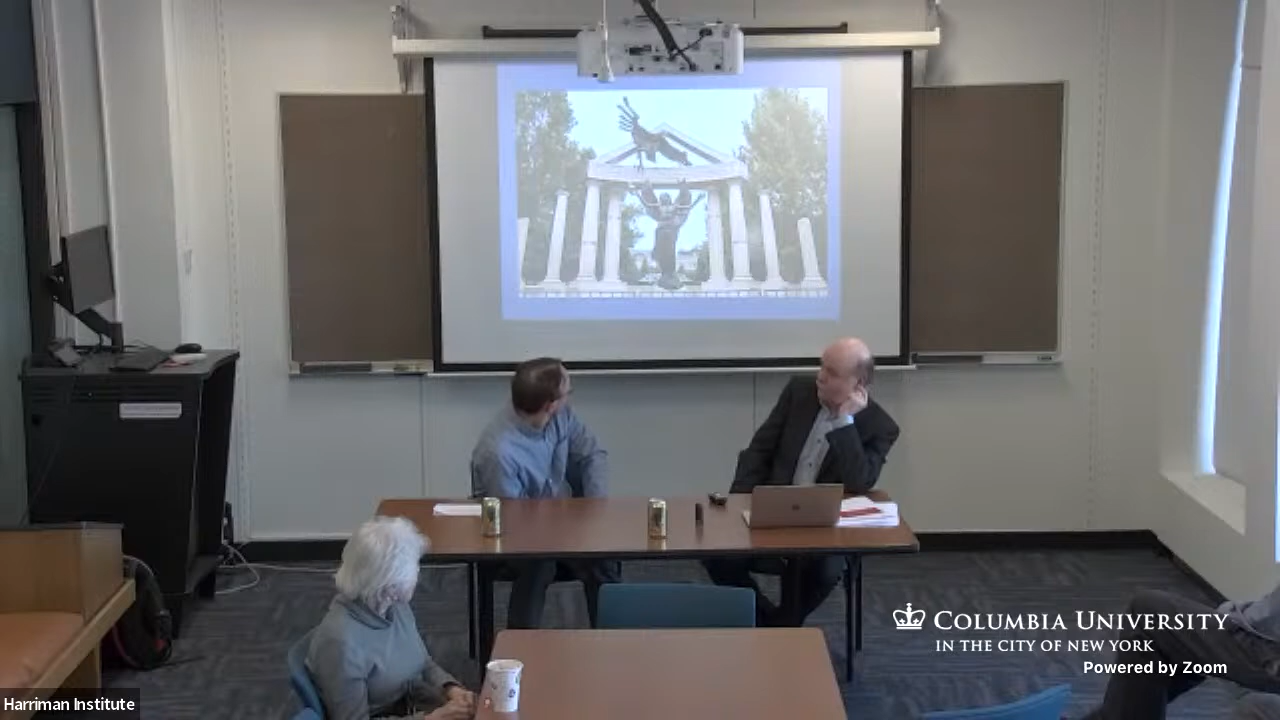 COLUMBIA UNIVERSITY
IN THE CITY OF NEW YORK
Powered by Zoom
Harriman Institute